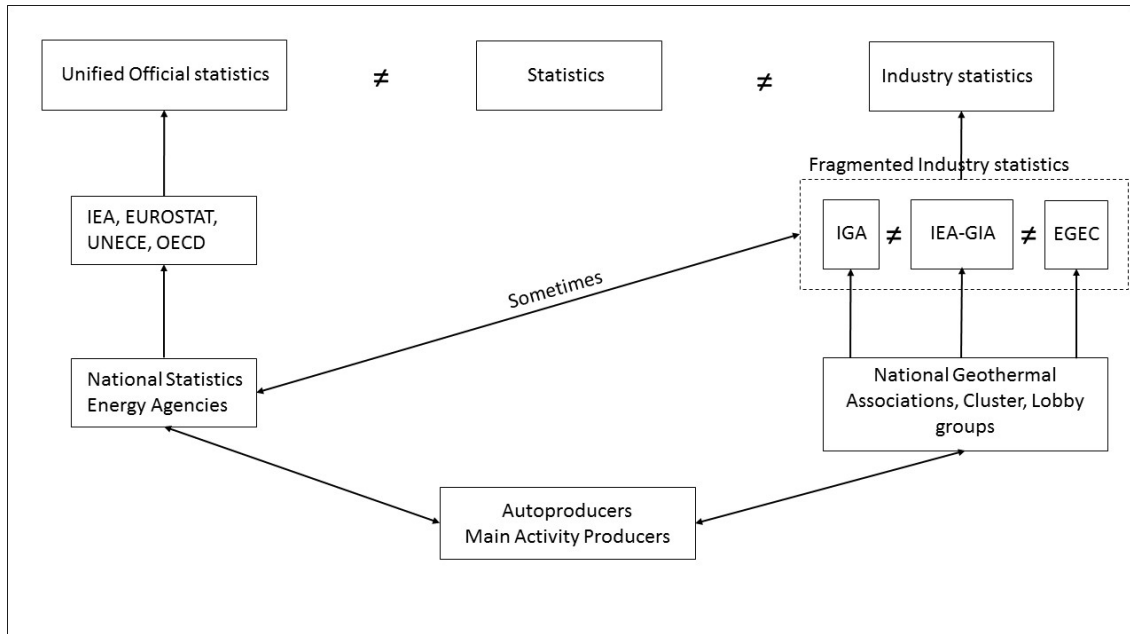 Unified Official statistics
≠
Statistics
≠
Industry statistics
Fragmented Industry statistics
IEA, EUROSTAT,
UNECE, OECD
IGA
≠
IEA-GIA
≠
EGEC
Sometimes
National Statistics
Energy Agencies
National Geothermal
Associations, Cluster, Lobby
groups
Autoproducers
Main Activity Producers